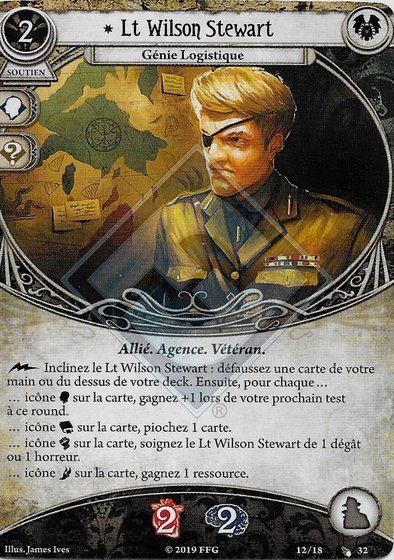 2
* Lt Wilson Stewart
SOUTIEN
Génie Logistique
?
Allié. Agence. Vétéran.
Inclinez le Lt Wilson Stewart : défaussez une carte de votre
main ou du dessus de votre deck. Ensuite, pour chaque…
… icône sur la carte, gagnez +1 lors de votre prochain test
à ce round.
… icône sur la carte, piochez 1 carte.
… icône sur la carte, soignez le Lt Wilson Stewart de 1 dégât
ou 1 horreur.
… icône sur la carte, gagnez 1 ressource.
®
2 2
Illus. James Ives © 2019 FFG 12/18 32